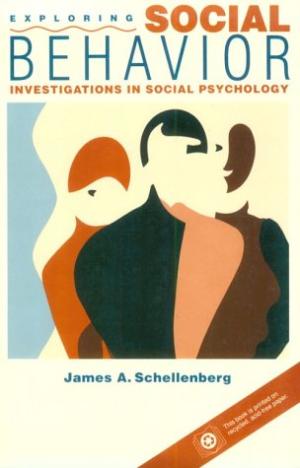 EXPLORING SOCIAL
BEHAVIOR
INVESTIGATIONS IN SOCIAL PSYCHOLOGY
James A. Schellenberg
This book is printed on
recycled, acid-free paper.